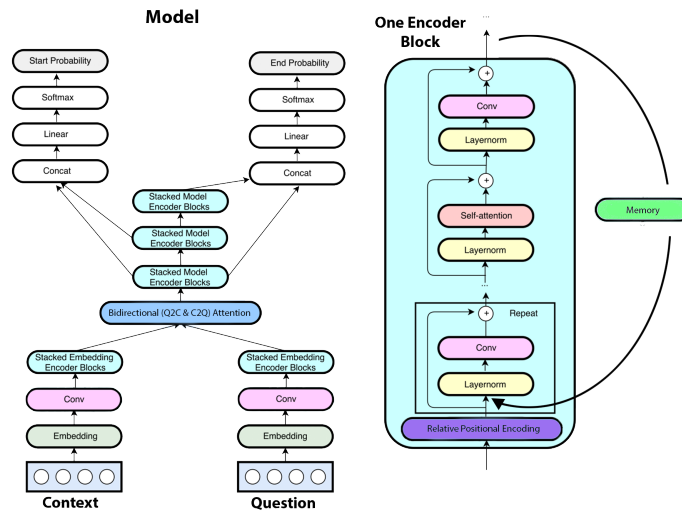 Model
Start Probability
Softmax
Linear
Concat
End Probability
Softmax
Linear
Concat
Stacked Model
Encoder Blocks
Stacked Model
Encoder Blocks
Stacked Model
Encoder Blocks
Bidirectional (Q2C & C2Q) Attention
Stacked Embedding
Encoder Blocks
Conv
Embedding
Context
Stacked Embedding
Encoder Blocks
Conv
Embedding
Question
One Encoder
Block
...
+
Conv
Layernorm
+
Self-attention
Layernorm
...
+
Repeat
Conv
Layernorm
Relative Positional Encoding
Memory
...